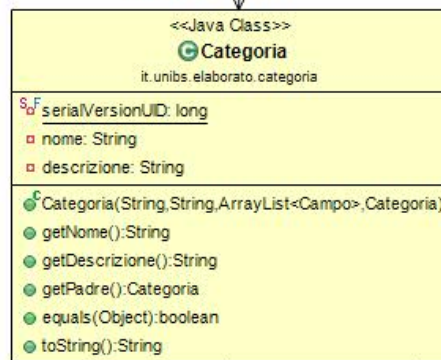 <<Java Class>>
C Categoria
it.unibs.elaborato.categoria
S F serialVersionUID: long
nome: String
descrizione: String
C Categoria(String,String,ArrayList<Campo>,Categoria)
getNome():String
getDescrizione():String
getPadre():Categoria
equals(Object):boolean
toString():String